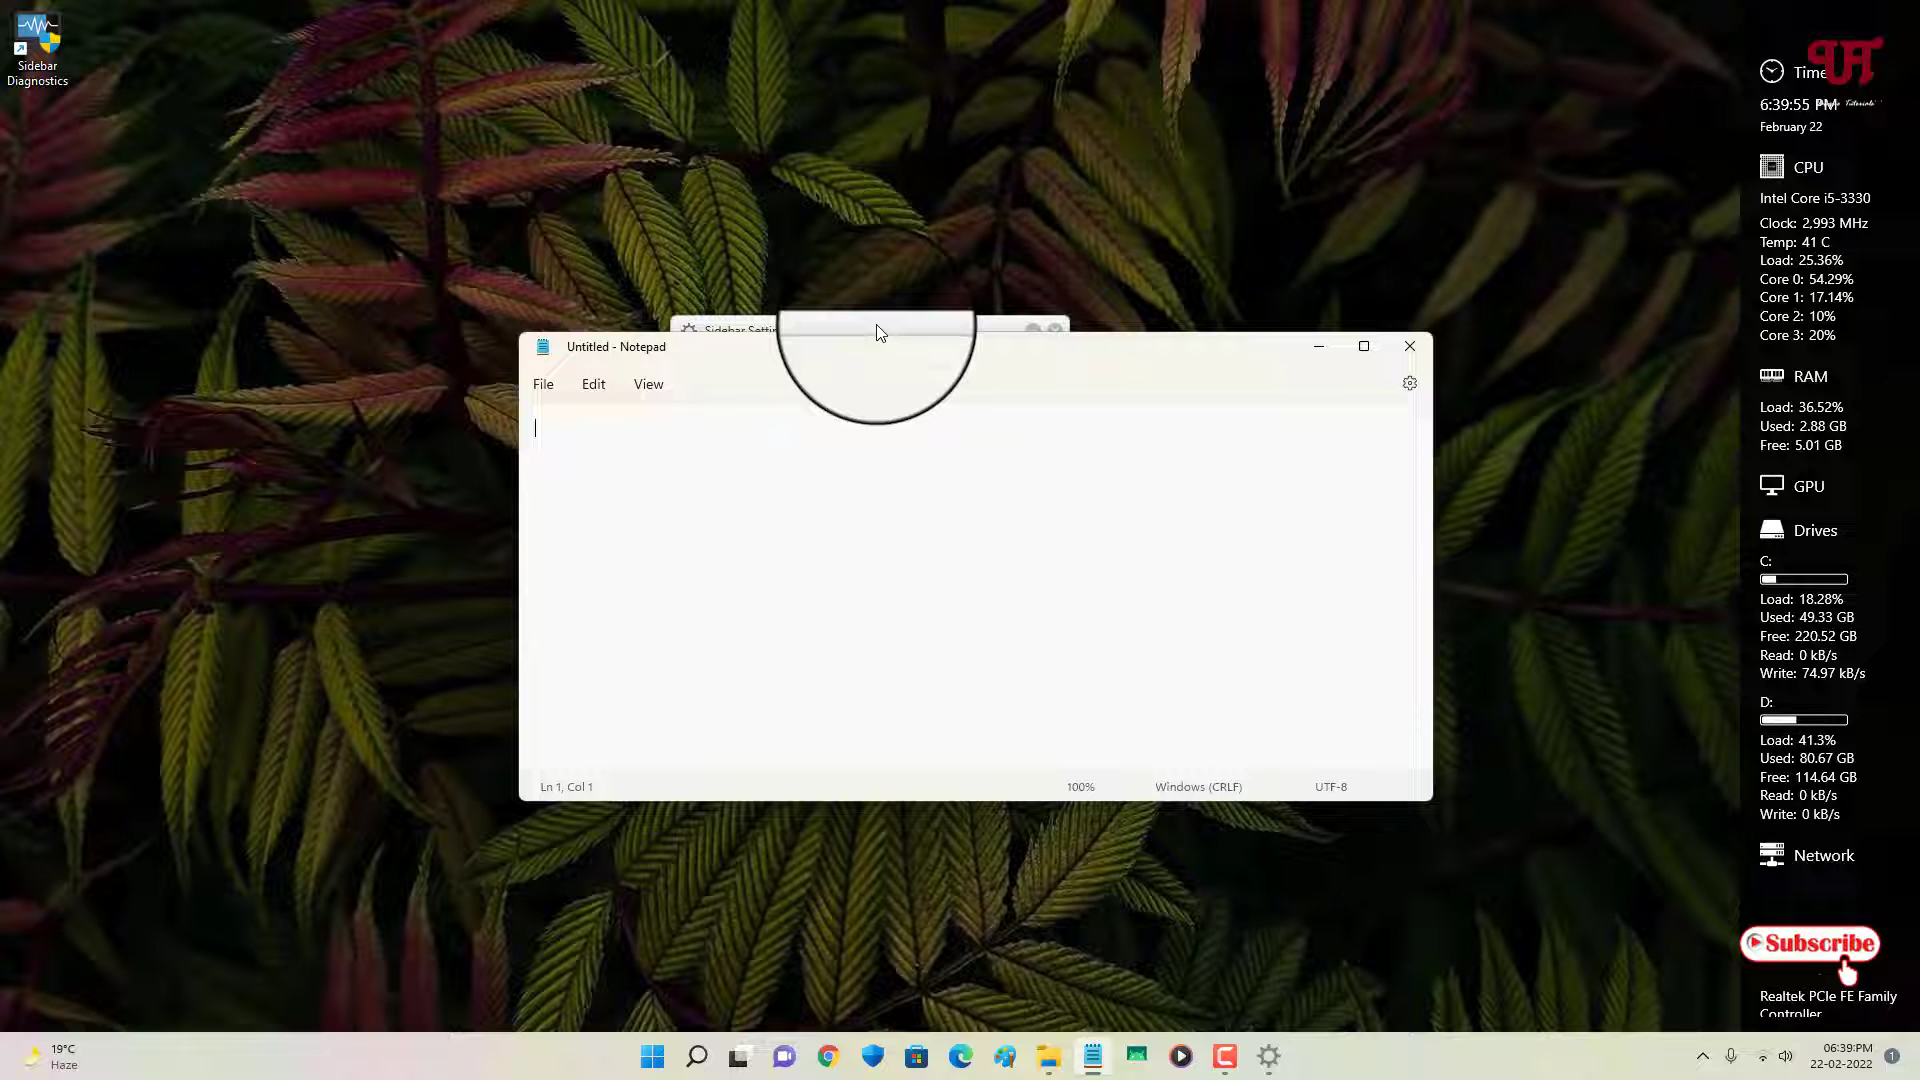 Sidebar
Diagnostics
Time
6:39:55 PM
February 22
CPU
Intel Core i5-3330
Clock: 2,993 MHz
Temp: 41 C
Load: 25.36%
Core 0: 54.29%
Core 1: 17.14%
Core 2: 10%
Core 3: 20%
RAM
Load: 36.52%
Used: 2.88 GB
Free: 5.01 GB
GPU
Drives
C:
Load: 18.28%
Used: 49.33 GB
Free: 220.52 GB
Read: 0 kB/s
Write: 74.97 kB/s
D:
Load: 41.3%
Used: 80.67 GB
Free: 114.64 GB
Read: 0 kB/s
Write: 0 kB/s
Network
Subscribe
Realtek PCIe FE Family
Controller
Sidebar
Untitled - Notepad
File Edit View
Ln 1, Col 1 100% Windows (CRLF) UTF-8
19°C
Haze
06:39:PM
22-02-2022
1